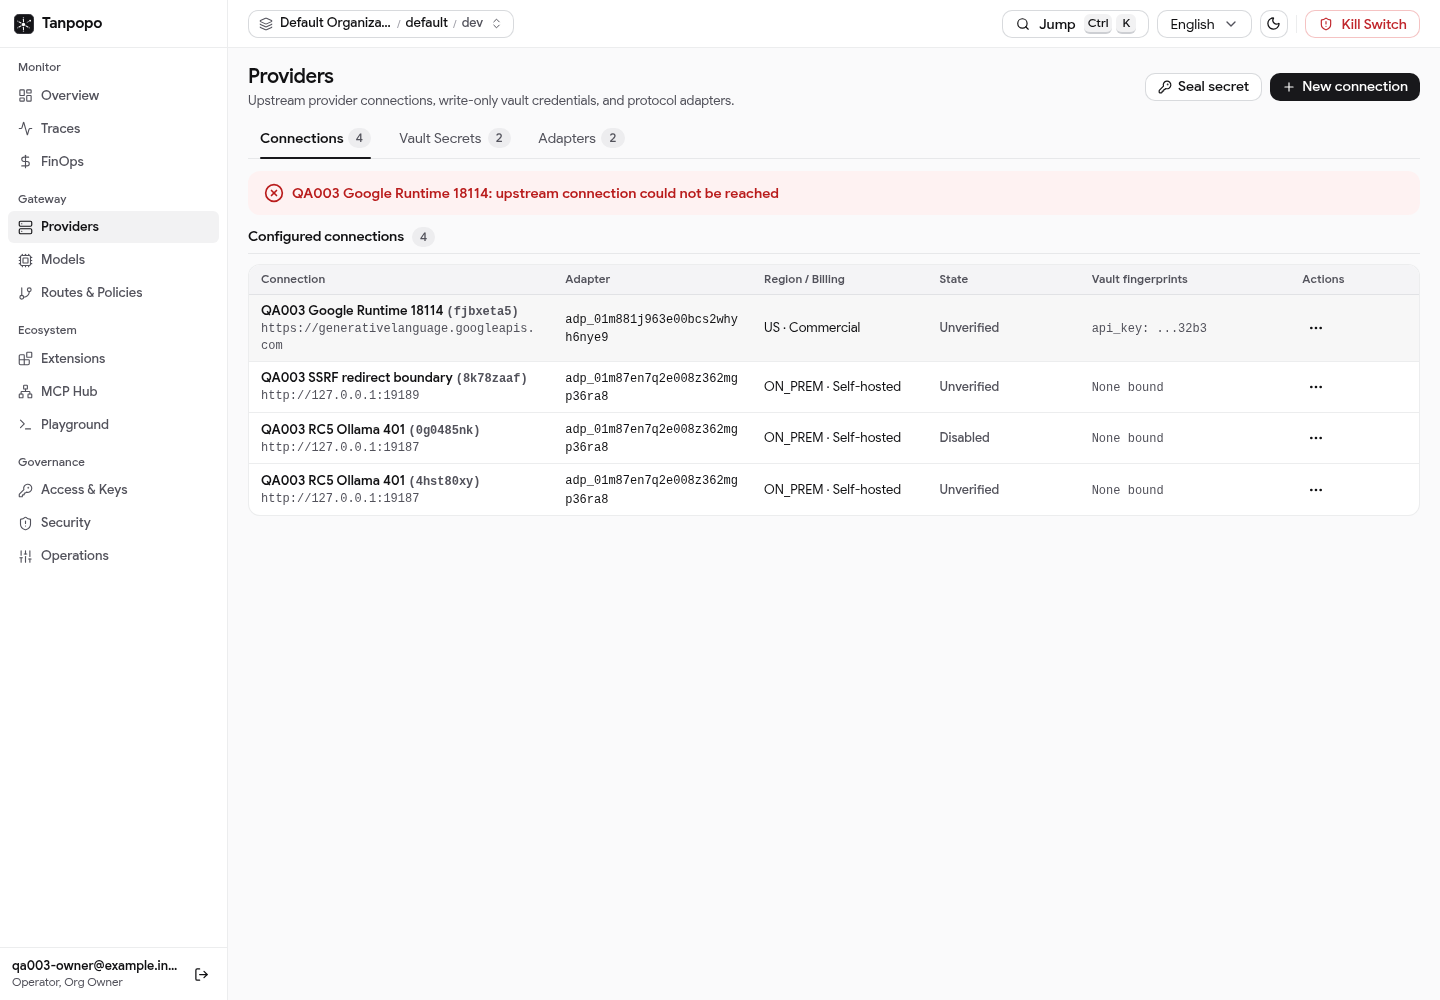 Tanpopo
Default Organiza... / default / dev
Jump Ctrl K
English
Kill Switch
Monitor
Overview
Traces
FinOps
Gateway
Providers
Models
Routes & Policies
Ecosystem
Extensions
MCP Hub
Playground
Governance
Access & Keys
Security
Operations
qa003-owner@example.in...
Operator, Org Owner
Providers
Upstream provider connections, write-only vault credentials, and protocol adapters.
Seal secret
New connection
Connections 4 Vault Secrets 2 Adapters 2
QA003 Google Runtime 18114: upstream connection could not be reached
Configured connections 4
Connection Adapter Region / Billing State Vault fingerprints Actions
QA003 Google Runtime 18114 (fjbxeta5)
https://generativelanguage.googleapis.
com
adp_01m881j963e00bcs2why
h6nye9
US · Commercial
Unverified
api_key: ...32b3
QA003 SSRF redirect boundary (8k78zaaf)
http://127.0.0.1:19189
adp_01m87en7q2e008z362mg
p36ra8
ON_PREM · Self-hosted
Unverified
None bound
QA003 RC5 Ollama 401 (0g0485nk)
http://127.0.0.1:19187
adp_01m87en7q2e008z362mg
p36ra8
ON_PREM · Self-hosted
Disabled
None bound
QA003 RC5 Ollama 401 (4hst80xy)
http://127.0.0.1:19187
adp_01m87en7q2e008z362mg
p36ra8
ON_PREM · Self-hosted
Unverified
None bound